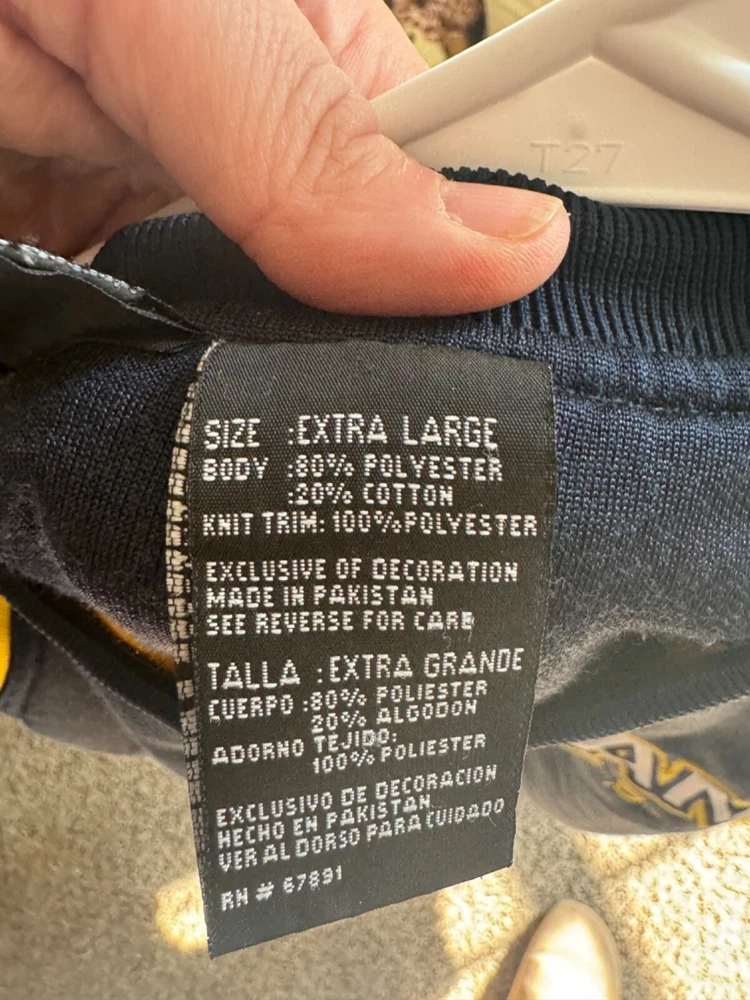 T27
SIZE :EXTRA LARGE
BODY :80% POLYESTER
:20% COTTON
KNIT TRIM: 100% POLYESTER
EXCLUSIVE OF DECORATION
MADE IN PAKISTAN
SEE REVERSE FOR CARE
TALLA :EXTRA GRANDE
CUERPO :80% POLIESTER
20% ALGODON
ADORNO TEJIDO:
100% POLIESTER
EXCLUSIVO DE DECORACION
HECHO EN PAKISTAN
VER AL DORSO PARA CUIDADO
RN # 67891